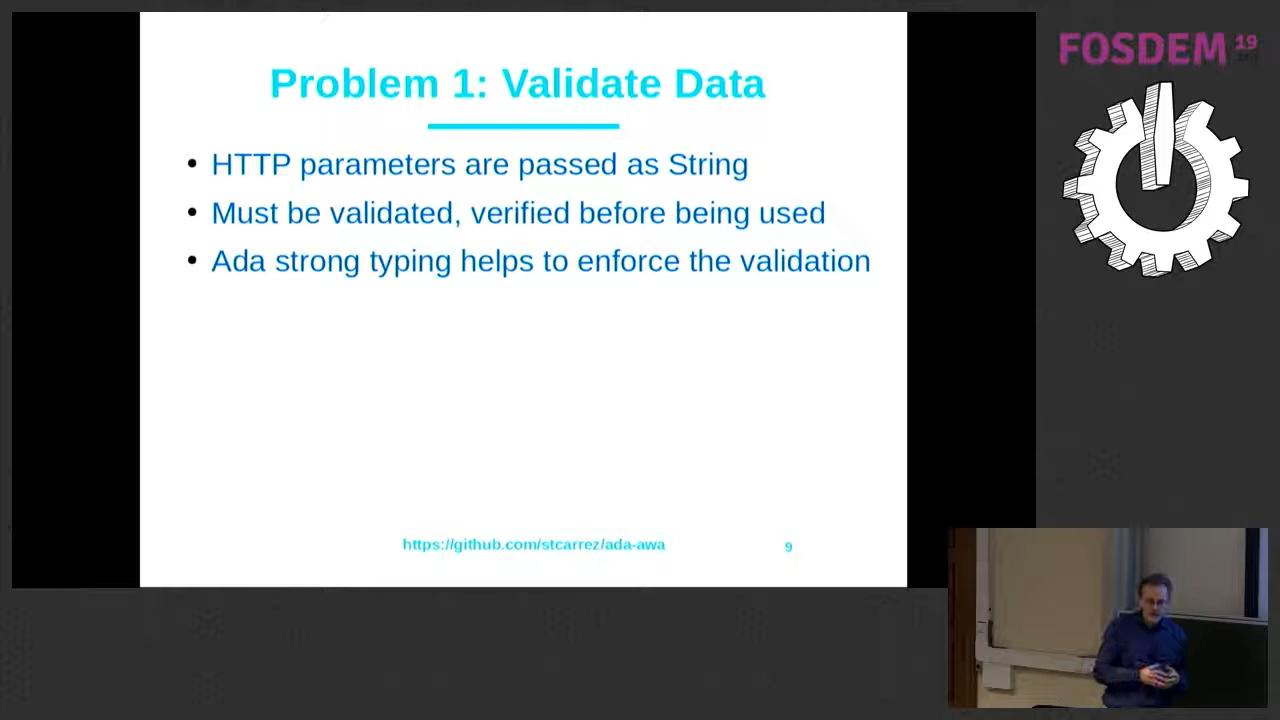 Problem 1: Validate Data
• HTTP parameters are passed as String
• Must be validated, verified before being used
• Ada strong typing helps to enforce the validation
https://github.com/stcarrez/ada-awa
9
FOSDEM 19